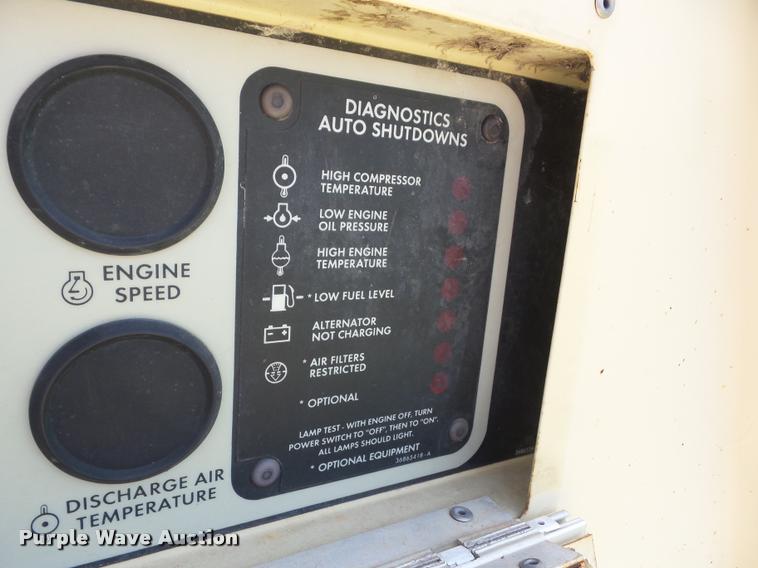 DIAGNOSTICS
AUTO SHUTDOWNS
HIGH COMPRESSOR
TEMPERATURE
LOW ENGINE
OIL PRESSURE
HIGH ENGINE
TEMPERATURE
* LOW FUEL LEVEL
ALTERNATOR
NOT CHARGING
* AIR FILTERS
RESTRICTED
* OPTIONAL
LAMP TEST - WITH ENGINE OFF, TURN
POWER SWITCH TO "OFF", THEN TO "ON".
ALL LAMPS SHOULD LIGHT.
* OPTIONAL EQUIPMENT
36865418-A
ENGINE
SPEED
DISCHARGE AIR
TEMPERATURE
Purple Wave Auction